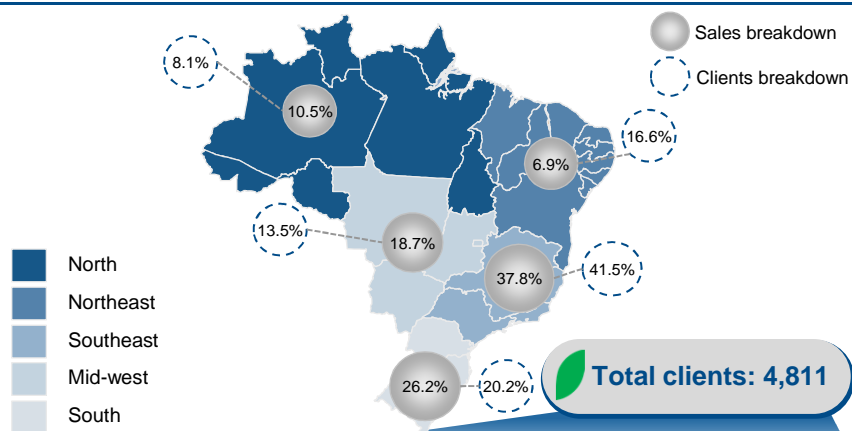 Sales breakdown
Clients breakdown
8.1%
10.5%
16.6%
6.9%
13.5%
18.7%
41.5%
37.8%
26.2%
20.2%
North
Northeast
Southeast
Mid-west
South
Total clients: 4,811